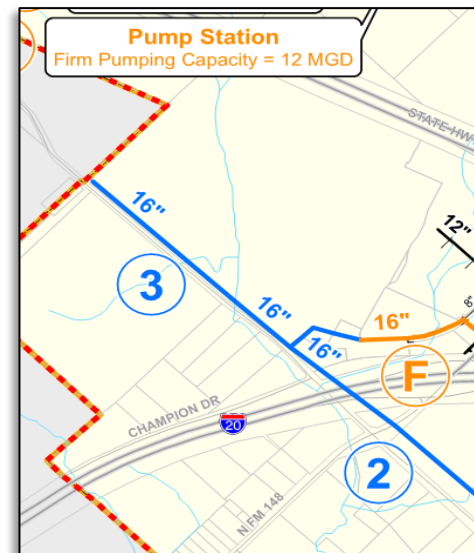 Pump Station
Firm Pumping Capacity = 12 MGD
STATE HW
16"
12"
3
16"
16"
16"
8"
F
CHAMPION DR
20
2
N FM 148